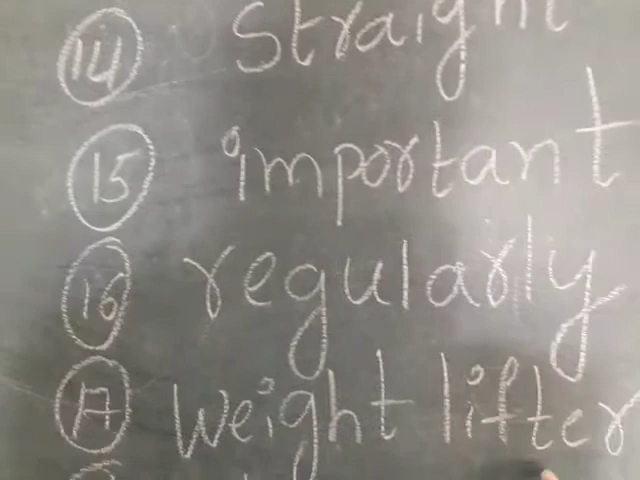 14 straight
15 important
16 regularly
17 weight lifter